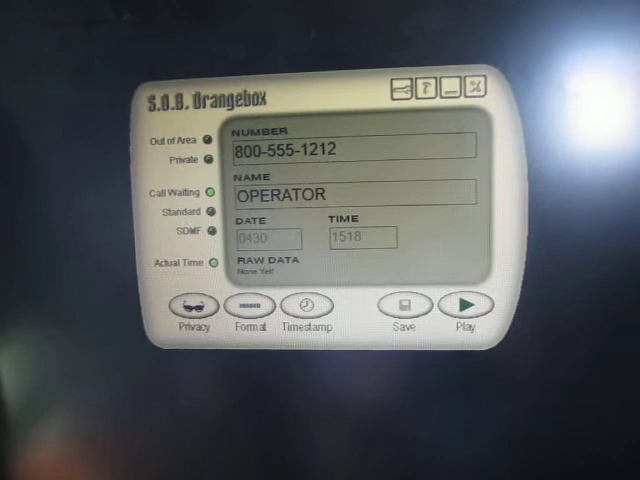 S.O.B. Orangebox
Out of Area
Private
Call Waiting
Standard
SDMF
Actual Time
NUMBER
800-555-1212
NAME
OPERATOR
DATE
TIME
0430
1518
RAW DATA
None Yet!
Privacy
Format
Timestamp
Save
Play